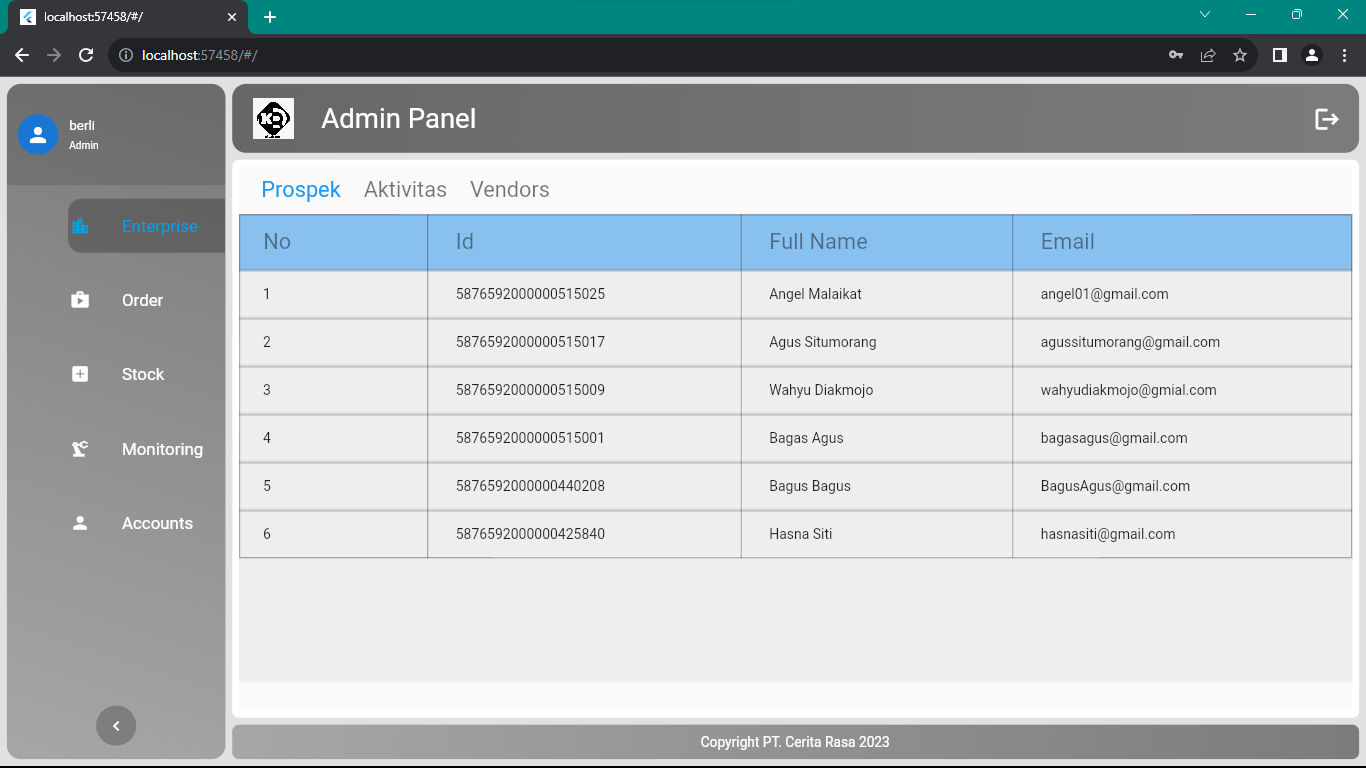 localhost:57458/#/
localhost:57458/#/
berli
Admin
Admin Panel
Enterprise
Order
Stock
Monitoring
Accounts
Prospek Aktivitas Vendors
No Id Full Name Email
1 5876592000000515025 Angel Malaikat angel01@gmail.com
2 5876592000000515017 Agus Situmorang agussitumorang@gmail.com
3 5876592000000515009 Wahyu Diakmojo wahyudiakmojo@gmial.com
4 5876592000000515001 Bagas Agus bagasagus@gmail.com
5 5876592000000440208 Bagus Bagus BagusAgus@gmail.com
6 5876592000000425840 Hasna Siti hasnasiti@gmail.com
Copyright PT. Cerita Rasa 2023